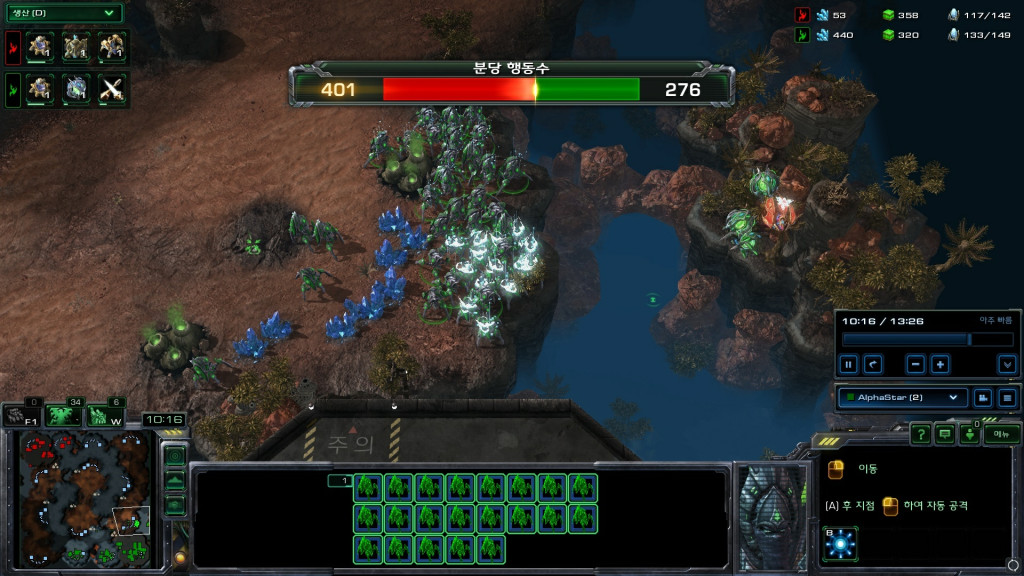 생산 (D)
53 358 117/142
440 320 133/149
분당 행동수
401 276
10:16 / 13:26 아주 빠름
AlphaStar (2)
0 34 6
F1 W 10:16
0
? 메뉴
주의
1
이동
(A) 후 지점 하여 자동 공격
B